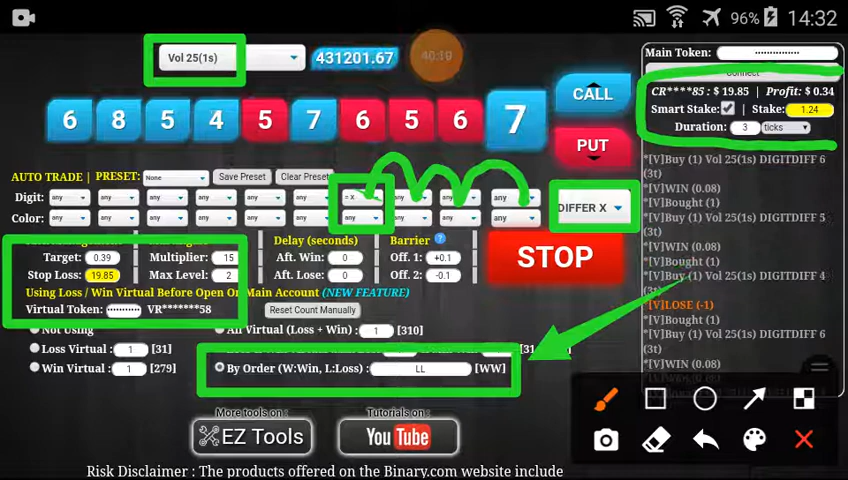 96% 14:32
Vol 25(1s) 431201.67 40:19
6 8 5 4 5 7 6 5 6 7
CALL
PUT
Main Token: ···············
Connect
CR****85 : $ 19.85 | Profit: $ 0.34
Smart Stake: Stake: 1.24
Duration: 3 ticks
AUTO TRADE | PRESET: None Save Preset Clear Preset
Digit: any any any any any any = X any any any
Color: any any any any any any any any any any
DIFFER X
STOP
Delay (seconds) Barrier ?
Target: 0.39 Multiplier: 15 Aft. Win: 0 Off. 1: +0.1
Stop Loss: 19.85 Max Level: 2 Aft. Loss: 0 Off. 2: -0.1
Using Loss / Win Virtual Before Open On Main Account (NEW FEATURE)
Virtual Token: ··········· VR*******58 Reset Count Manually
Not Using All Virtual (Loss + Win) : 1 [310]
Loss Virtual : 1 [31]
Win Virtual : 1 [279] By Order (W:Win, L:Loss) : LL [WW]
*[V]Buy (1) Vol 25(1s) DIGITDIFF 6
(3t)
*[V]WIN (0.08)
*[V]Bought (1)
*[V]Buy (1) Vol 25(1s) DIGITDIFF 5
(3t)
*[V]WIN (0.08)
*[V]Bought (1)
*[V]Buy (1) Vol 25(1s) DIGITDIFF 4
(3t)
*[V]LOSE (-1)
*[V]Bought (1)
*[V]Buy (1) Vol 25(1s) DIGITDIFF 6
(3t)
*[V]WIN (0.08)
More tools on :
EZ Tools
Tutorials on :
YouTube
Risk Disclaimer : The products offered on the Binary.com website include